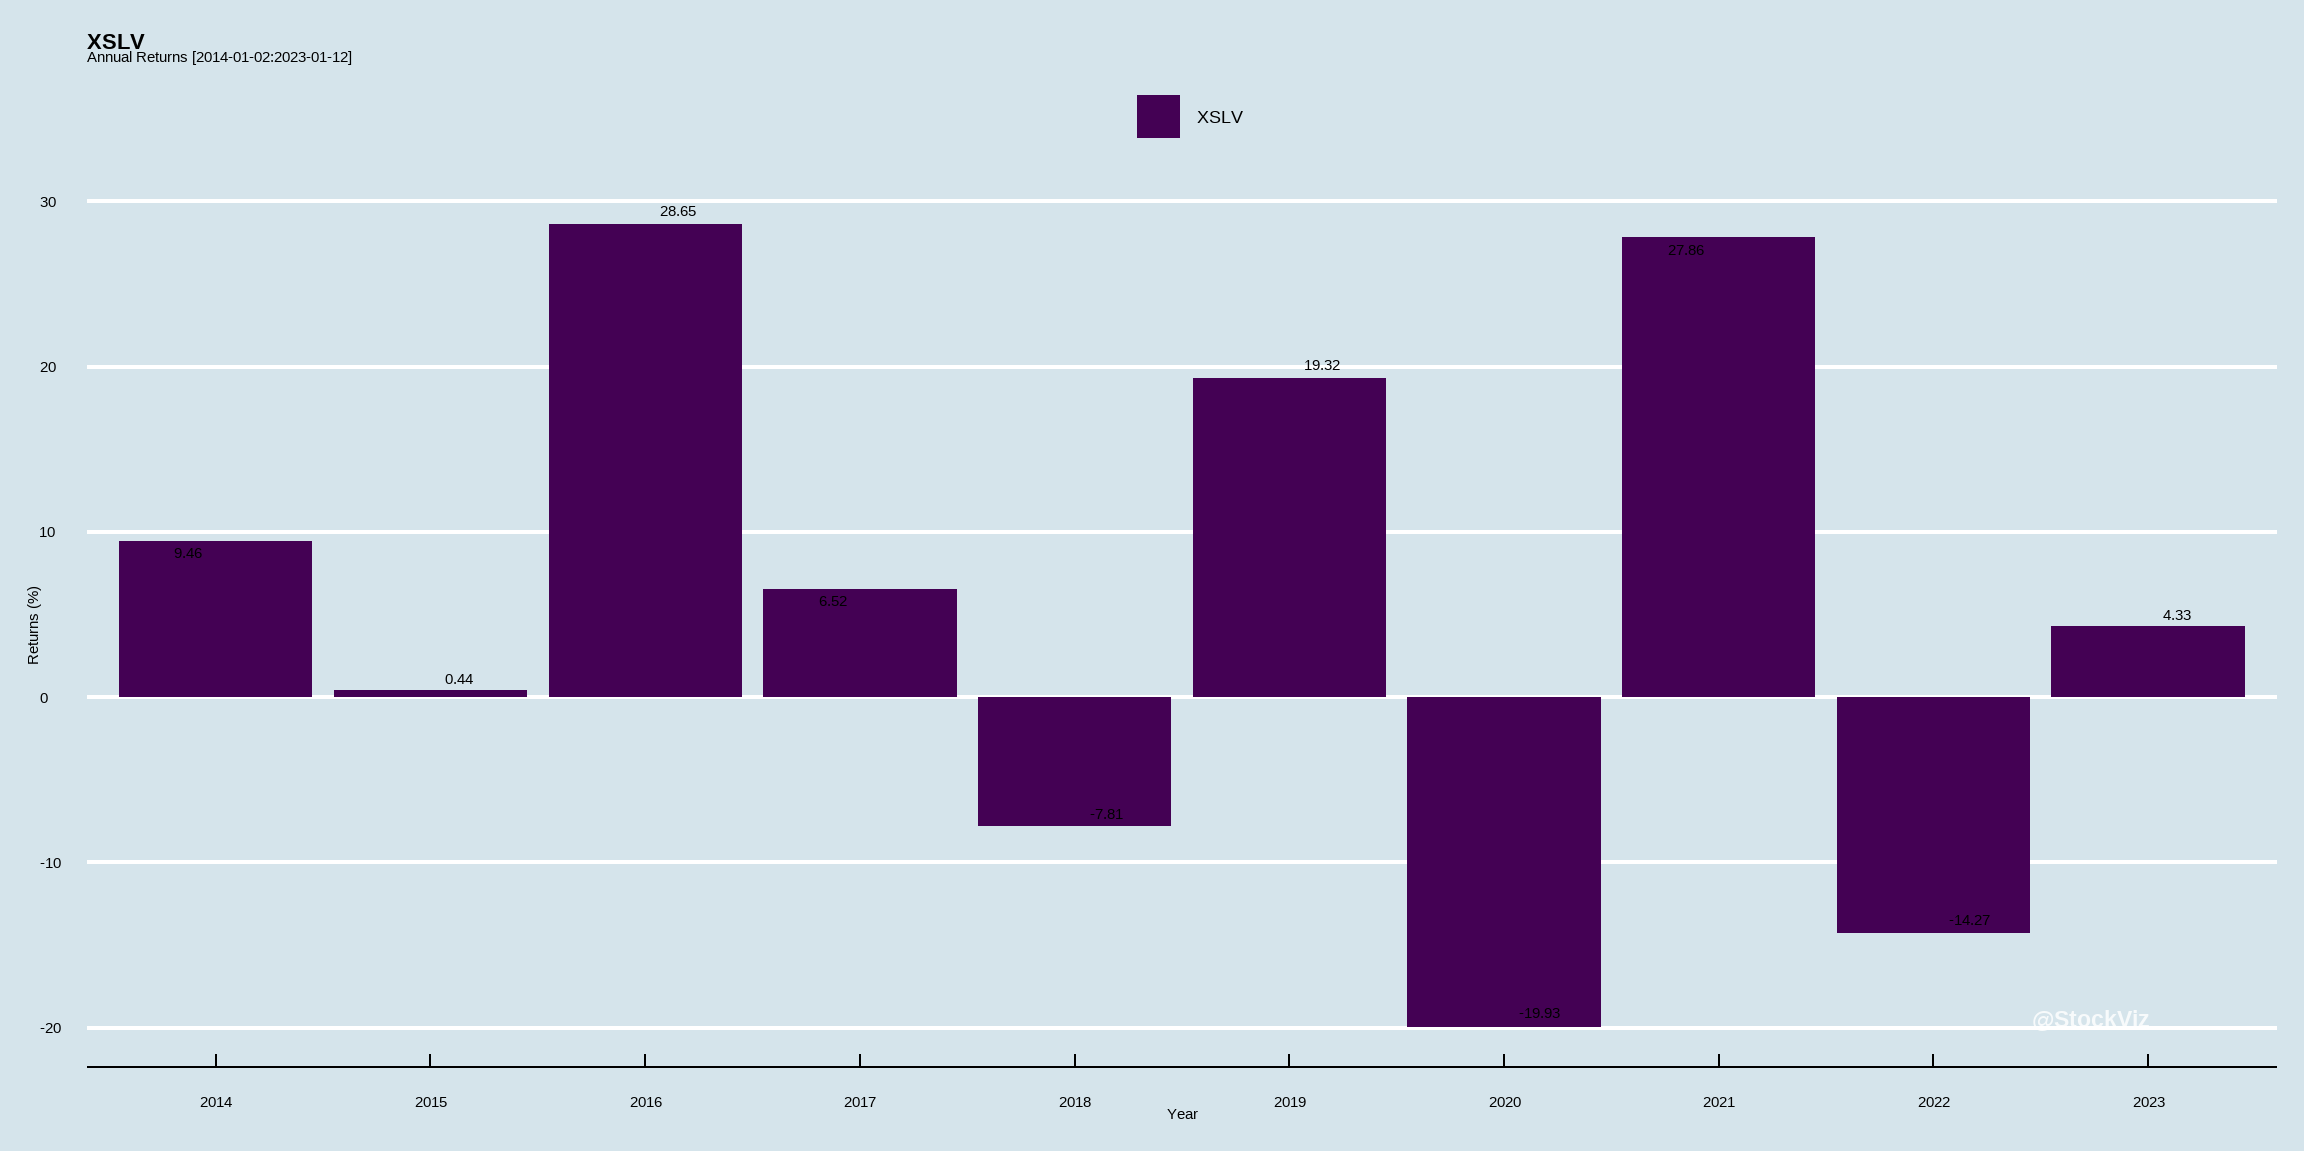 XSLV
Annual Returns [2014-01-02:2023-01-12]
XSLV
30
28.65
27.86
20
19.32
10
9.46
6.52
Returns (%)
4.33
0.44
0
-7.81
-10
-14.27
-19.93
@StockViz
-20
2014 2015 2016 2017 2018 2019 2020 2021 2022 2023
Year